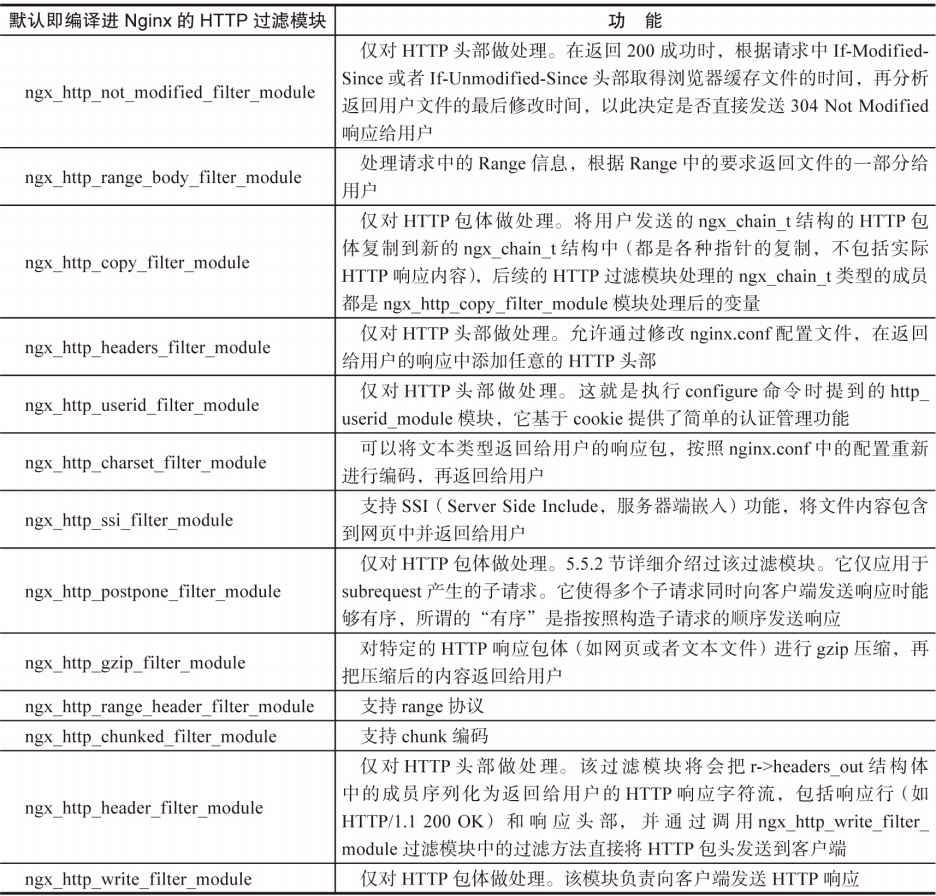 默认即编译进 Nginx 的 HTTP 过滤模块
功 能
ngx_http_not_modified_filter_module
仅对 HTTP 头部做处理。在返回 200 成功时，根据请求中 If-Modified-
Since 或者 If-Unmodified-Since 头部取得浏览器缓存文件的时间，再分析
返回用户文件的最后修改时间，以此决定是否直接发送 304 Not Modified
响应给用户
ngx_http_range_body_filter_module
处理请求中的 Range 信息，根据 Range 中的要求返回文件的一部分给
用户
ngx_http_copy_filter_module
仅对 HTTP 包体做处理。将用户发送的 ngx_chain_t 结构的 HTTP 包
体复制到新的 ngx_chain_t 结构中（都是各种指针的复制，不包括实际
HTTP 响应内容），后续的 HTTP 过滤模块处理的 ngx_chain_t 类型的成员
都是 ngx_http_copy_filter_module 模块处理后的变量
ngx_http_headers_filter_module
仅对 HTTP 头部做处理。允许通过修改 nginx.conf 配置文件，在返回
给用户的响应中添加任意的 HTTP 头部
ngx_http_userid_filter_module
仅对 HTTP 头部做处理。这就是执行 configure 命令时提到的 http_
userid_module 模块，它基于 cookie 提供了简单的认证管理功能
ngx_http_charset_filter_module
可以将文本类型返回给用户的响应包，按照 nginx.conf 中的配置重新
进行编码，再返回给用户
ngx_http_ssi_filter_module
支持 SSI（Server Side Include，服务器端嵌入）功能，将文件内容包含
到网页中并返回给用户
ngx_http_postpone_filter_module
仅对 HTTP 包体做处理。5.5.2 节详细介绍过该过滤模块。它仅应用于
subrequest 产生的子请求。它使得多个子请求同时向客户端发送响应时能
够有序，所谓的“有序”是指按照构造子请求的顺序发送响应
ngx_http_gzip_filter_module
对特定的 HTTP 响应包体（如网页或者文本文件）进行 gzip 压缩，再
把压缩后的内容返回给用户
ngx_http_range_header_filter_module
支持 range 协议
ngx_http_chunked_filter_module
支持 chunk 编码
ngx_http_header_filter_module
仅对 HTTP 头部做处理。该过滤模块将会把 r->headers_out 结构体
中的成员序列化为返回给用户的 HTTP 响应字符流，包括响应行（如
HTTP/1.1 200 OK）和响应头部，并通过调用 ngx_http_write_filter_
module 过滤模块中的过滤方法直接将 HTTP 包头发送到客户端
ngx_http_write_filter_module
仅对 HTTP 包体做处理。该模块负责向客户端发送 HTTP 响应